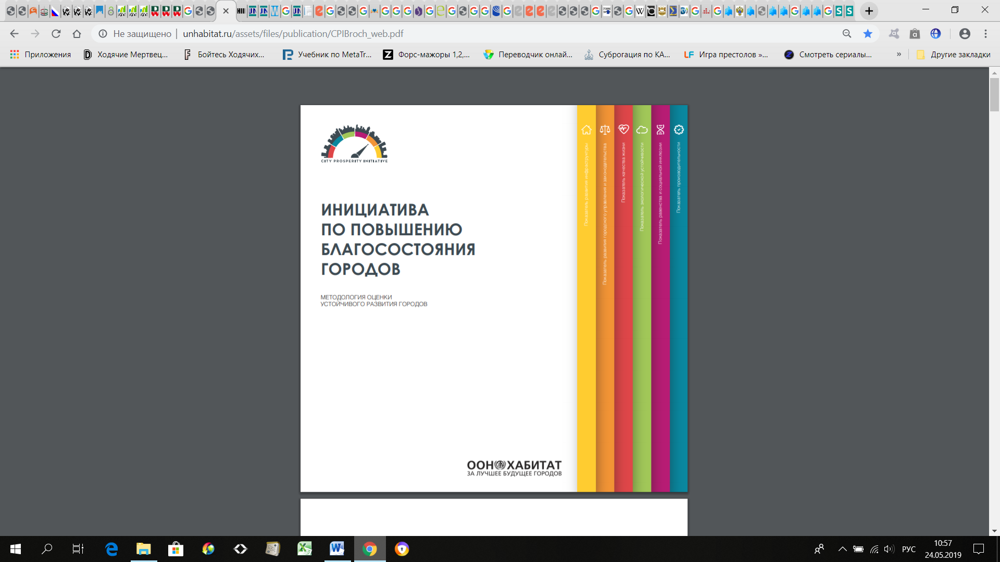 Не защищено | unhabitat.ru/assets/files/publication/CPIBroch_web.pdf
Приложения
Ходячие Мертвец...
Бойтесь Ходячих...
Учебник по MetaTr...
Форс-мажоры 1,2,...
Переводчик онлай...
Суброгация по КА...
Игра престолов »...
Смотреть сериалы...
»
Другие закладки
CITY PROSPERITY INITIATIVE
ИНИЦИАТИВА
ПО ПОВЫШЕНИЮ
БЛАГОСОСТОЯНИЯ
ГОРОДОВ
МЕТОДОЛОГИЯ ОЦЕНКИ
УСТОЙЧИВОГО РАЗВИТИЯ ГОРОДОВ
Показатель развития инфраструктуры
Показатель развития городского управления и законодательства
Показатель качества жизни
Показатель экологической устойчивости
Показатель равенства и социальной инклюзии
Показатель производительности
ООН ХАБИТАТ
ЗА ЛУЧШЕЕ БУДУЩЕЕ ГОРОДОВ
РУС
10:57
24.05.2019